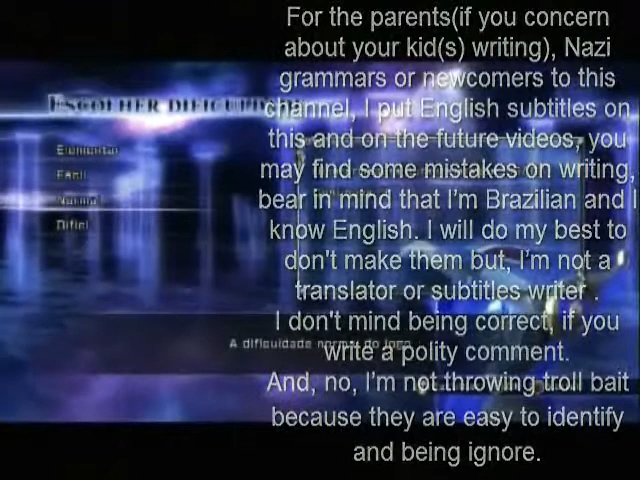 For the parents(if you concern
about your kid(s) writing), Nazi
grammars or newcomers to this
channel, I put English subtitles on
this and on the future videos, you
may find some mistakes on writing,
bear in mind that I'm Brazilian and I
know English. I will do my best to
don't make them but, I'm not a
translator or subtitles writer .
I don't mind being correct, if you
write a polity comment.
And, no, I'm not throwing troll bait
because they are easy to identify
and being ignore.
Escolher dificuldade
Elementar
Fácil
Normal
Difícil
A dificuldade normal do jogo